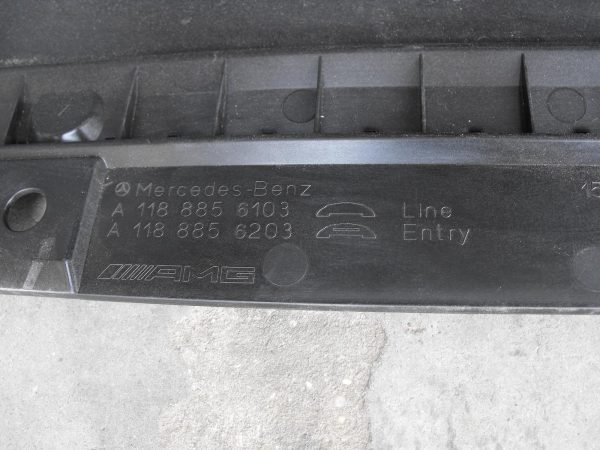 Mercedes-Benz
A 118 885 6103 Line
A 118 885 6203 Entry
AMG